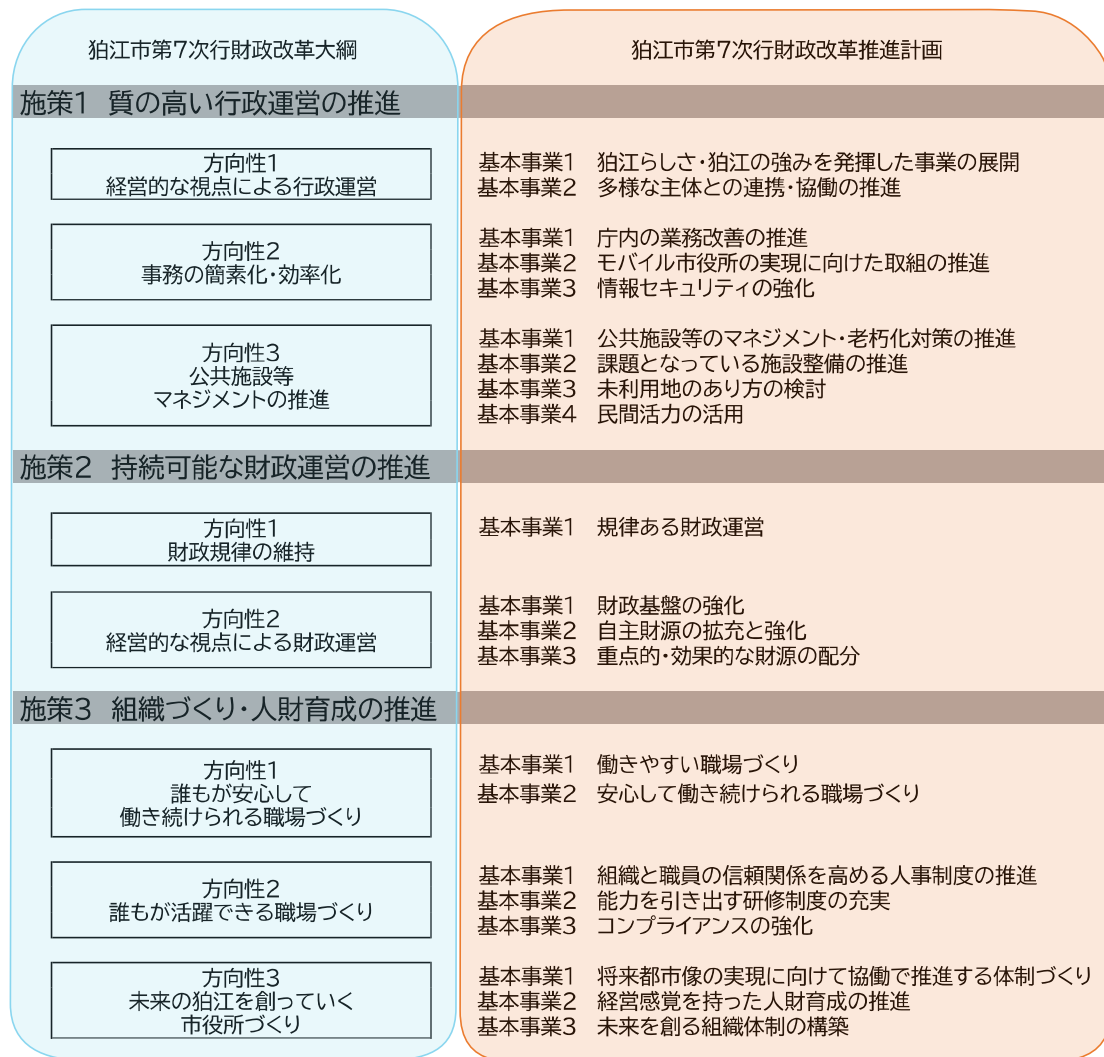 狛江市第7次行財政改革大綱
狛江市第7次行財政改革推進計画
施策1 質の高い行政運営の推進
方向性1
経営的な視点による行政運営
基本事業1 狛江らしさ・狛江の強みを発揮した事業の展開
基本事業2 多様な主体との連携・協働の推進
方向性2
事務の簡素化・効率化
基本事業1 庁内の業務改善の推進
基本事業2 モバイル市役所の実現に向けた取組の推進
基本事業3 情報セキュリティの強化
方向性3
公共施設等
マネジメントの推進
基本事業1 公共施設等のマネジメント・老朽化対策の推進
基本事業2 課題となっている施設整備の推進
基本事業3 未利用地のあり方の検討
基本事業4 民間活力の活用
施策2 持続可能な財政運営の推進
方向性1
財政規律の維持
基本事業1 規律ある財政運営
方向性2
経営的な視点による財政運営
基本事業1 財政基盤の強化
基本事業2 自主財源の拡充と強化
基本事業3 重点的・効果的な財源の配分
施策3 組織づくり・人財育成の推進
方向性1
誰もが安心して
働き続けられる職場づくり
基本事業1 働きやすい職場づくり
基本事業2 安心して働き続けられる職場づくり
方向性2
誰もが活躍できる職場づくり
基本事業1 組織と職員の信頼関係を高める人事制度の推進
基本事業2 能力を引き出す研修制度の充実
基本事業3 コンプライアンスの強化
方向性3
未来の狛江を創っていく
市役所づくり
基本事業1 将来都市像の実現に向けて協働で推進する体制づくり
基本事業2 経営感覚を持った人財育成の推進
基本事業3 未来を創る組織体制の構築